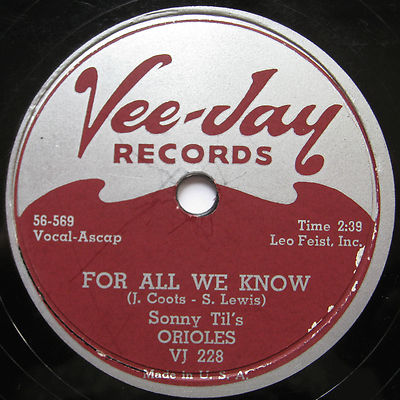 Vee-Jay
RECORDS
56-569
Vocal-Ascap
Time 2:39
Leo Feist, Inc.
FOR ALL WE KNOW
(J. Coots - S. Lewis)
Sonny Til's
ORIOLES
VJ 228
Made in U. S. A.